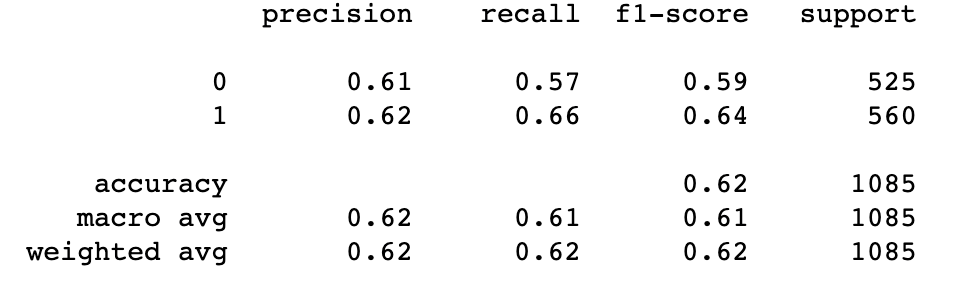 precision recall f1-score support
0 0.61 0.57 0.59 525
1 0.62 0.66 0.64 560
accuracy 0.62 1085
macro avg 0.62 0.61 0.61 1085
weighted avg 0.62 0.62 0.62 1085